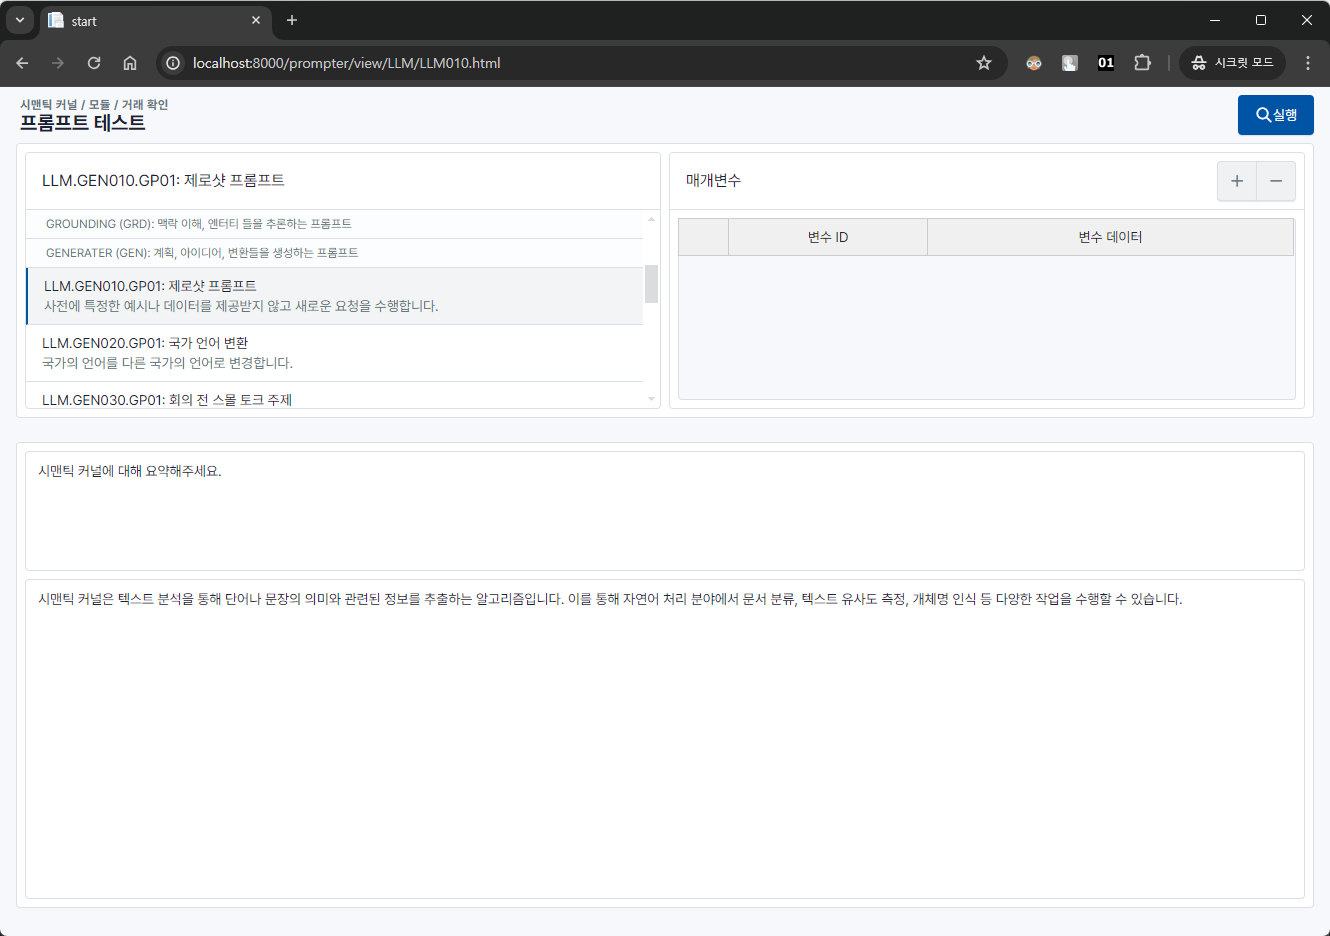 start
localhost:8000/prompter/view/LLM/LLM010.html
01
시크릿 모드
시맨틱 커널 / 모듈 / 거래 확인
프롬프트 테스트
실행
LLM.GEN010.GP01: 제로샷 프롬프트
GROUNDING (GRD): 맥락 이해, 엔터티 들을 추론하는 프롬프트
GENERATER (GEN): 계획, 아이디어, 변환들을 생성하는 프롬프트
LLM.GEN010.GP01: 제로샷 프롬프트
사전에 특정한 예시나 데이터를 제공받지 않고 새로운 요청을 수행합니다.
LLM.GEN020.GP01: 국가 언어 변환
국가의 언어를 다른 국가의 언어로 변경합니다.
LLM.GEN030.GP01: 회의 전 스몰 토크 주제
매개변수
변수 ID
변수 데이터
시맨틱 커널에 대해 요약해주세요.
시맨틱 커널은 텍스트 분석을 통해 단어나 문장의 의미와 관련된 정보를 추출하는 알고리즘입니다. 이를 통해 자연어 처리 분야에서 문서 분류, 텍스트 유사도 측정, 개체명 인식 등 다양한 작업을 수행할 수 있습니다.